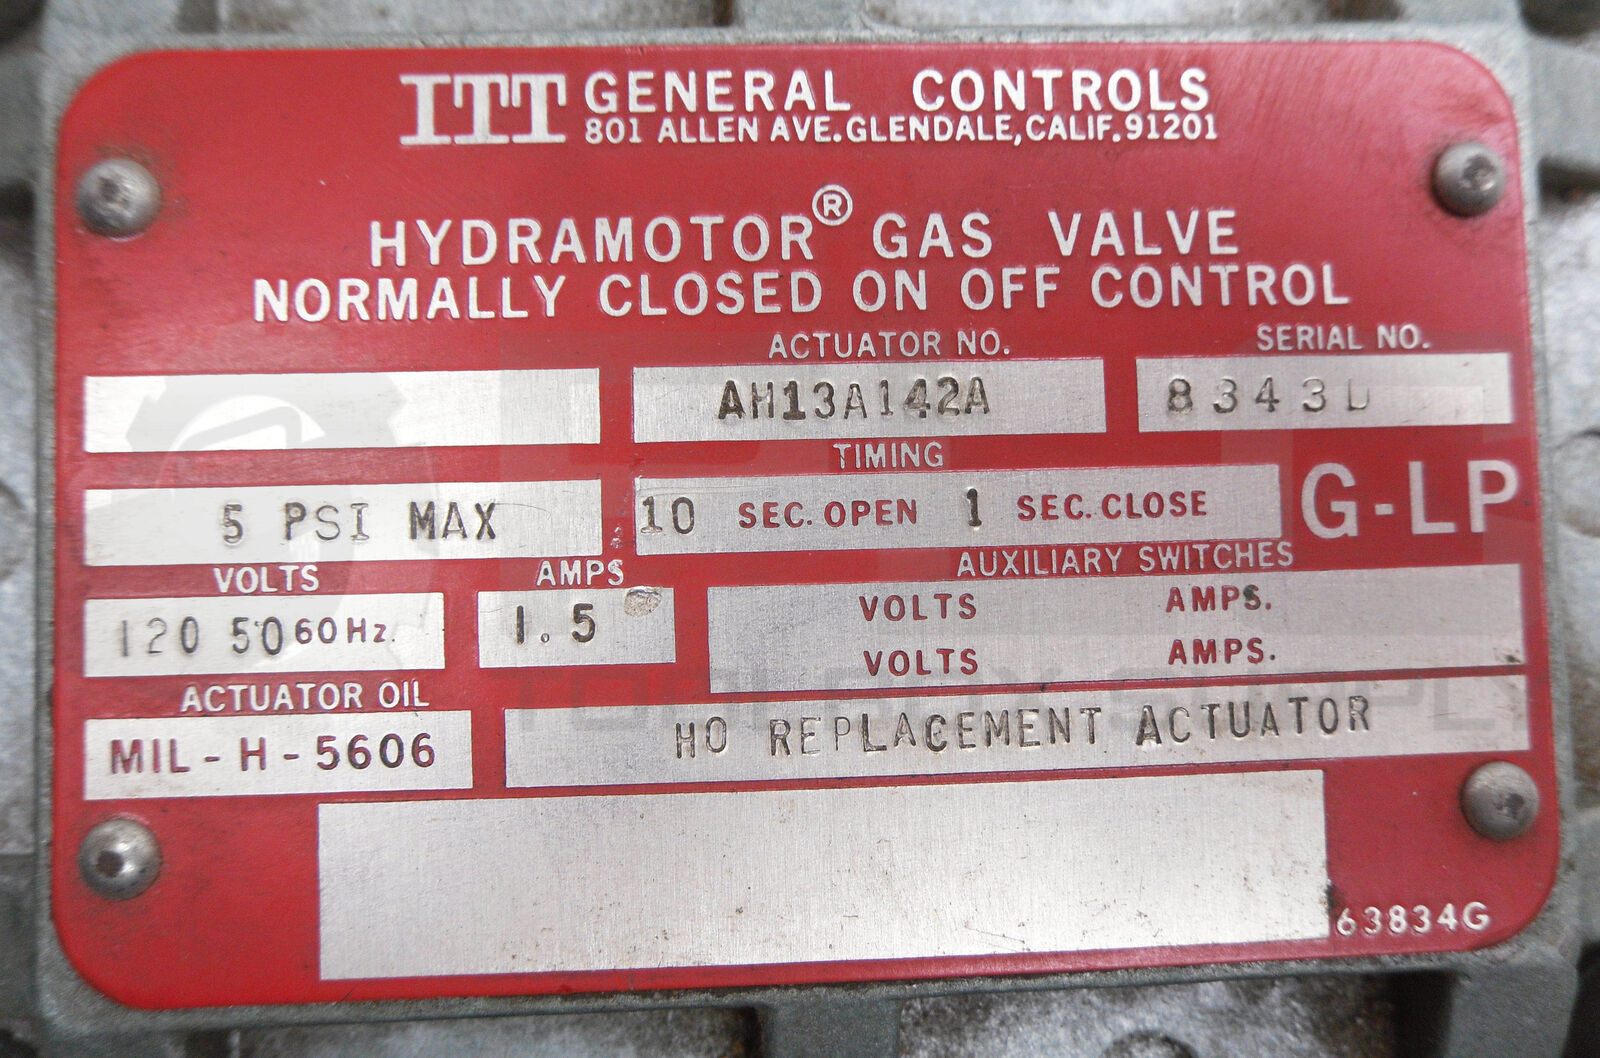 ITT GENERAL CONTROLS
801 ALLEN AVE. GLENDALE, CALIF. 91201
HYDRAMOTOR® GAS VALVE
NORMALLY CLOSED ON OFF CONTROL
ACTUATOR NO. SERIAL NO.
AH13A142A
TIMING
5 PSI MAX 10 SEC. OPEN 1 SEC. CLOSE G-LP
VOLTS AMPS AUXILIARY SWITCHES
120 50 60 Hz. 1.5 VOLTS AMPS.
VOLTS AMPS.
ACTUATOR OIL
MIL-H-5606 HO REPLACEMENT ACTUATOR
63834G